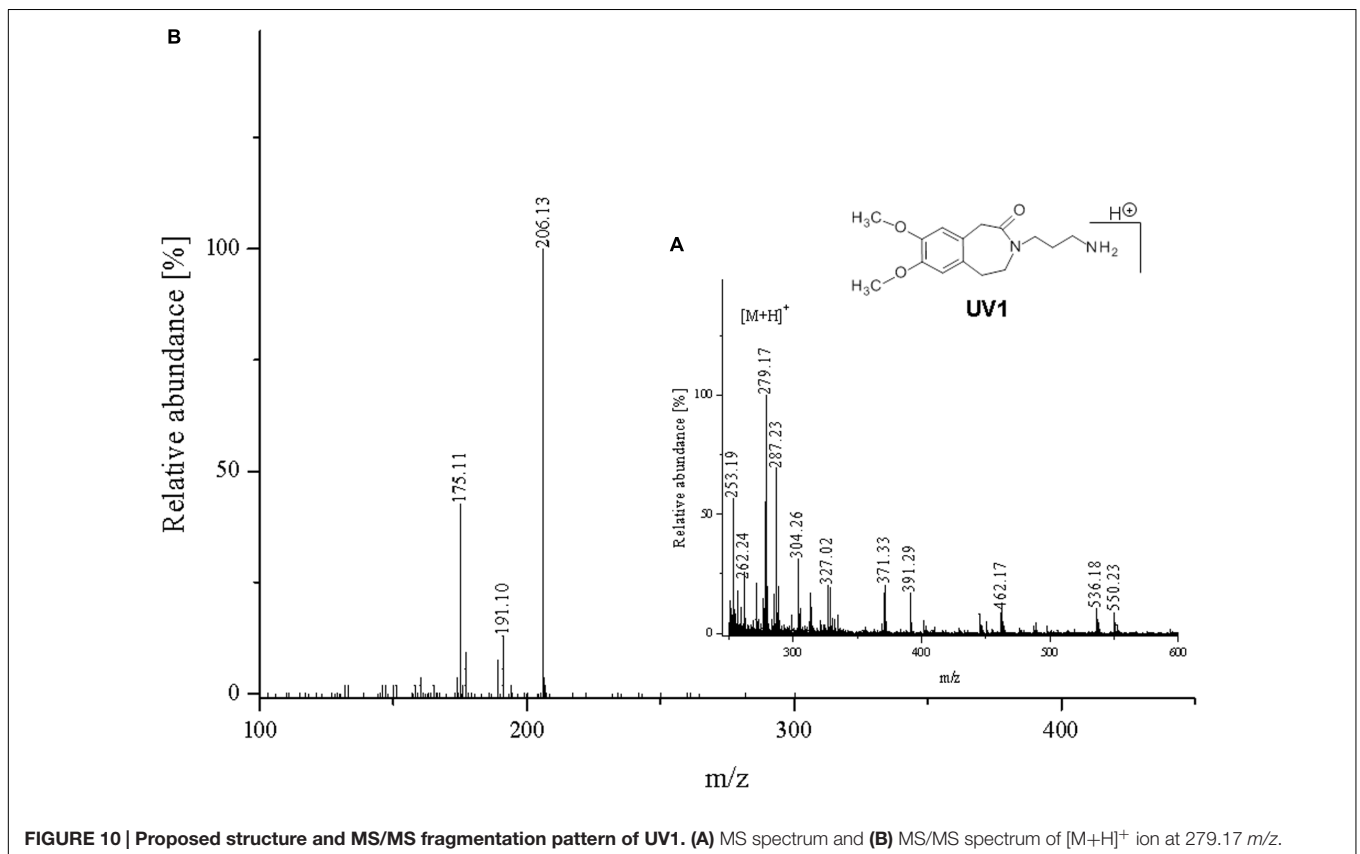 B
Relative abundance [%]
100
50
0
206.13
175.11
191.10
100
200
300
400
m/z
H₃C
O
O
H₃C
O
N
NH₂
H⊕
UV1
A
[M+H]⁺
Relative abundance [%]
100
50
0
253.19
262.24
279.17
287.23
304.26
327.02
371.33
391.29
462.17
536.18
550.23
300
400
500
600
m/z
FIGURE 10 | Proposed structure and MS/MS fragmentation pattern of UV1. (A) MS spectrum and (B) MS/MS spectrum of [M+H]⁺ ion at 279.17 m/z.